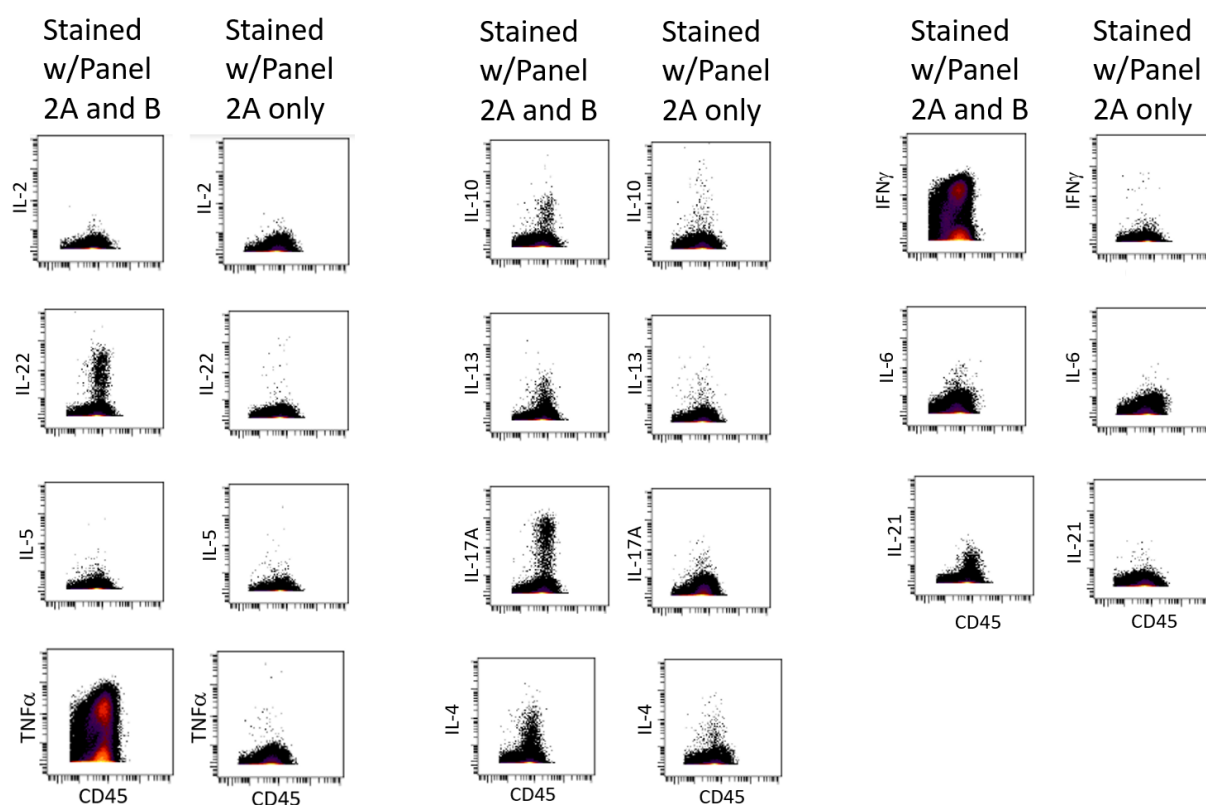 Stained
w/Panel
2A and B
Stained
w/Panel
2A only
Stained
w/Panel
2A and B
Stained
w/Panel
2A only
Stained
w/Panel
2A and B
Stained
w/Panel
2A only
IL-2
IL-2
IL-10
IL-10
IFNγ
IFNγ
IL-22
IL-22
IL-13
IL-13
IL-6
IL-6
IL-5
IL-5
IL-17A
IL-17A
IL-21
IL-21
CD45
CD45
TNFα
TNFα
IL-4
IL-4
CD45
CD45
CD45
CD45